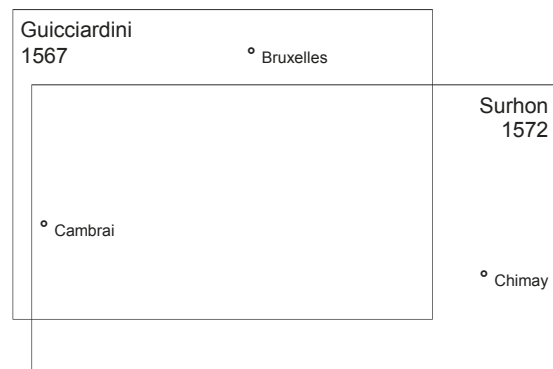 Guicciardini
1567
Bruxelles
Surhon
1572
Cambrai
Chimay